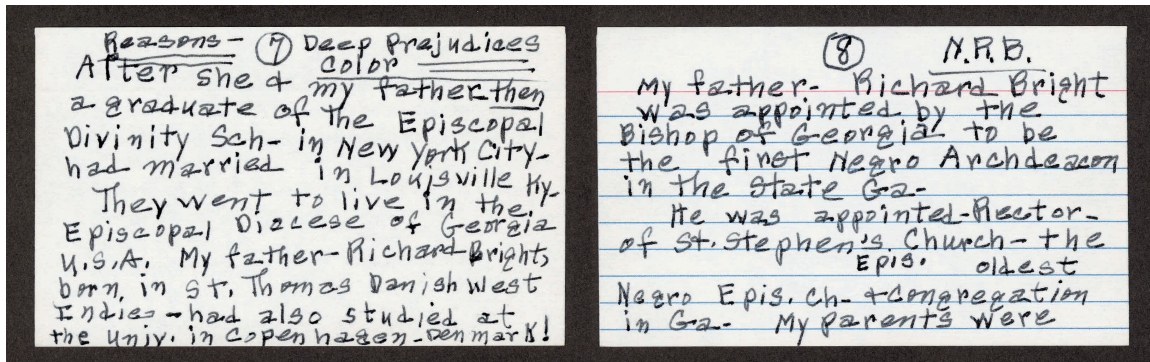 Reasons- ⑦ Deep Prejudices
Color
After she & my father then
a graduate of the Episcopal
Divinity Sch- in New York City-
had married in Louisville Ky-
They went to live in the
Episcopal Diocese of Georgia
U.S.A. My father-Richard Bright,
born in St. Thomas Danish West
Indies-had also studied at
the Univ. in Copenhagen-Denmark!
⑧ N.R.B.
My father- Richard Bright
was appointed by the
Bishop of Georgia to be
the first Negro Archdeacon
in the state Ga-
He was appointed-Rector-
of St. Stephen's Church-the
Epis. oldest
Negro Epis. Ch- & congregation
in Ga- My parents were